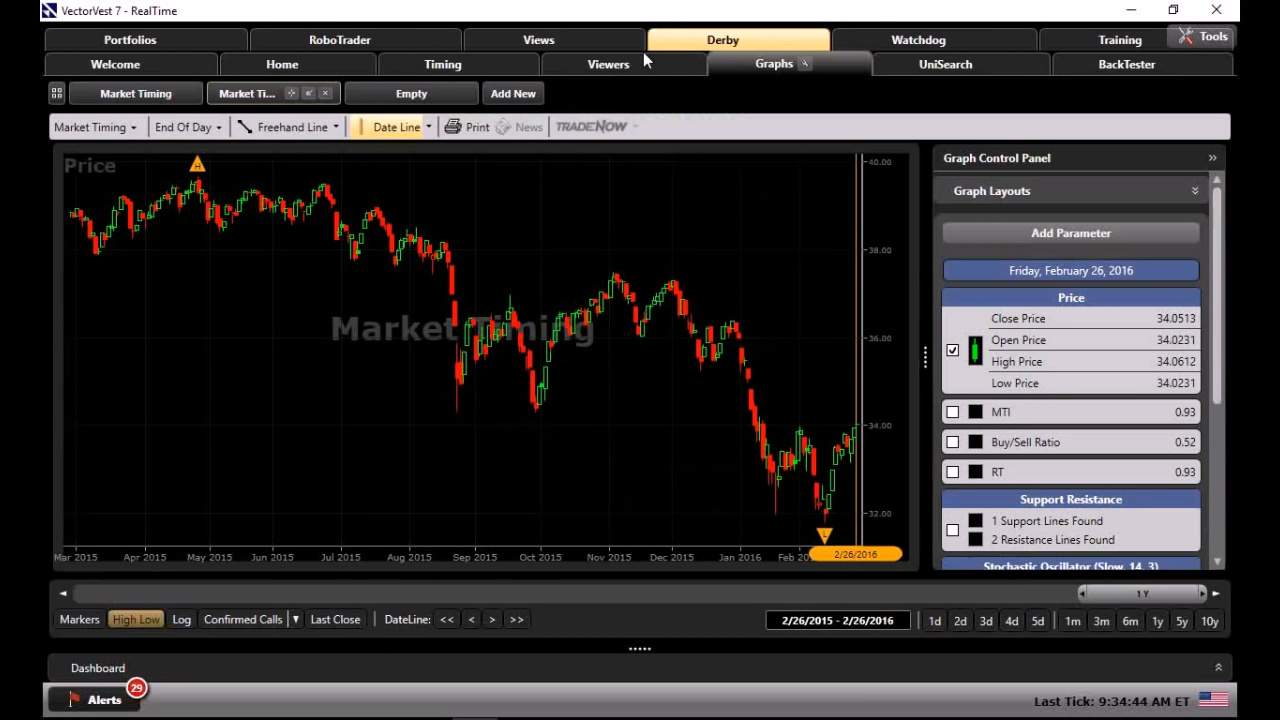 VectorVest 7 - RealTime
Portfolios RoboTrader Views Derby Watchdog Training Tools
Welcome Home Timing Viewers Graphs UniSearch BackTester
Market Timing Market Ti... Empty Add New
Market Timing End Of Day Freehand Line Date Line Print News TRADENOW
Price
H
40.00
38.00
36.00
34.00
32.00
Market Timing
L
Mar 2015 Apr 2015 May 2015 Jun 2015 Jul 2015 Aug 2015 Sep 2015 Oct 2015 Nov 2015 Dec 2015 Jan 2016 Feb 2/26/2016
Graph Control Panel
Graph Layouts
Add Parameter
Friday, February 26, 2016
Price
Close Price 34.0513
Open Price 34.0231
High Price 34.0612
Low Price 34.0231
MTI 0.93
Buy/Sell Ratio 0.52
RT 0.93
Support Resistance
1 Support Lines Found
2 Resistance Lines Found
Stochastic Oscillator (Slow, 14, 3)
1 Y
Markers High Low Log Confirmed Calls Last Close DateLine: << < > >> 2/26/2015 - 2/26/2016 1d 2d 3d 4d 5d 1m 3m 6m 1y 5y 10y
Dashboard
Alerts 29
Last Tick: 9:34:44 AM ET